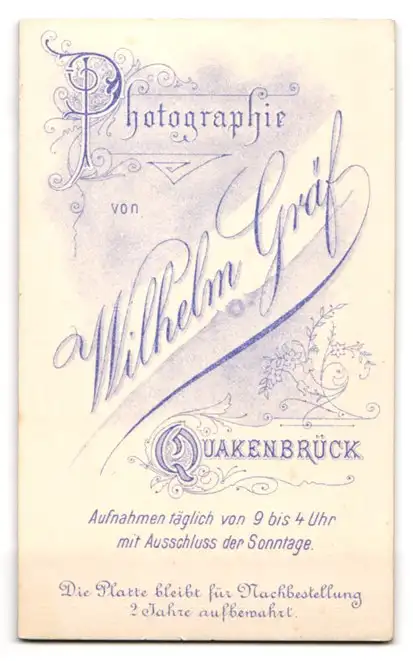 Photographie
von
Wilhelm Gräf
QUAKENBRÜCK.
Aufnahmen täglich von 9 bis 4 Uhr
mit Ausschluss der Sonntage.
Die Platte bleibt für Nachbestellung
2 Jahre aufbewahrt.